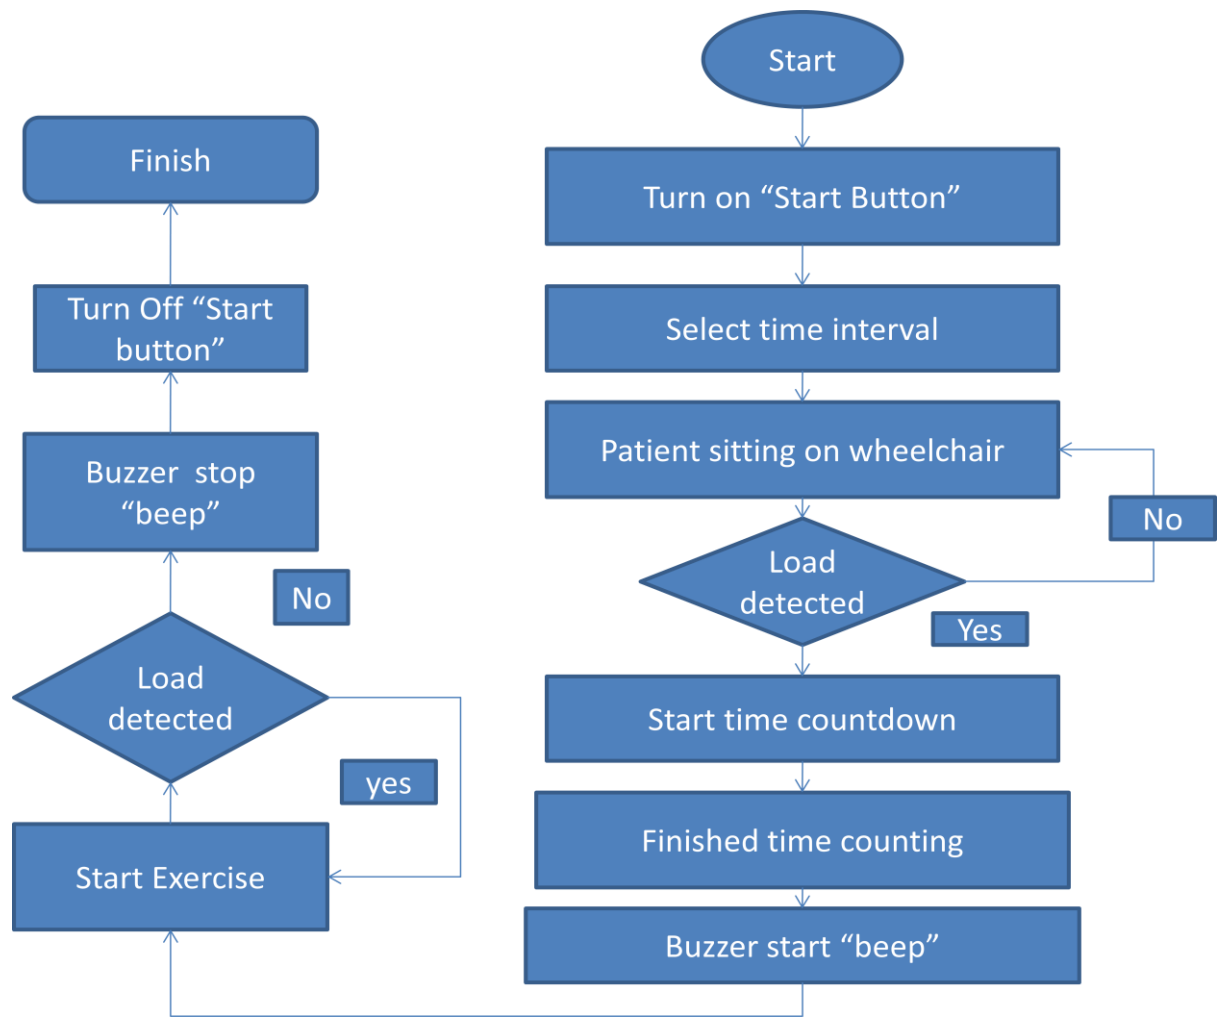 Start
Turn on “Start Button”
Select time interval
Patient sitting on wheelchair
Load
detected
No
Yes
Start time countdown
Finished time counting
Buzzer start “beep”
Start Exercise
Load
detected
yes
No
Buzzer  stop
“beep”
Turn Off “Start
button”
Finish